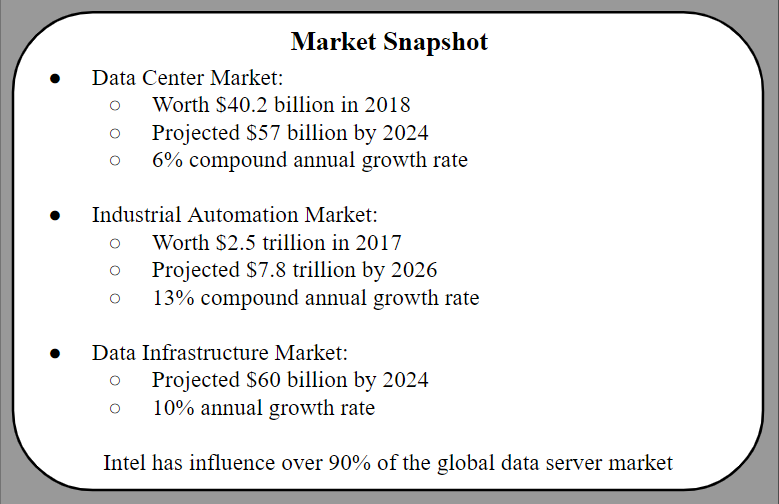 Market Snapshot
● Data Center Market:
○ Worth $40.2 billion in 2018
○ Projected $57 billion by 2024
○ 6% compound annual growth rate
● Industrial Automation Market:
○ Worth $2.5 trillion in 2017
○ Projected $7.8 trillion by 2026
○ 13% compound annual growth rate
● Data Infrastructure Market:
○ Projected $60 billion by 2024
○ 10% annual growth rate
Intel has influence over 90% of the global data server market